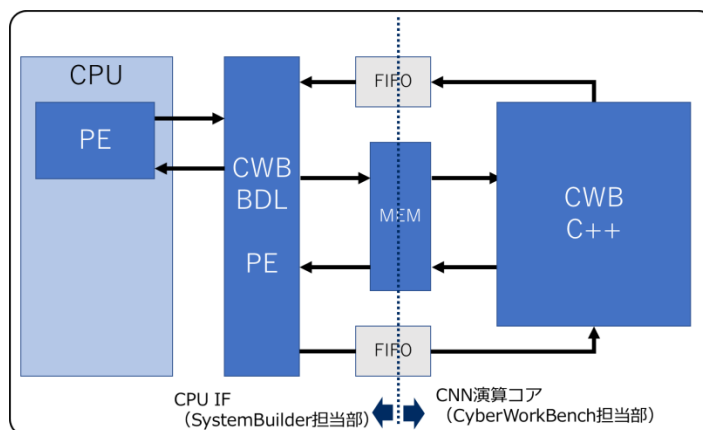 CPU
PE
CWB
BDL
PE
FIFO
MEM
FIFO
CWB
C++
CPU IF
（SystemBuilder担当部）
CNN演算コア
（CyberWorkBench担当部）